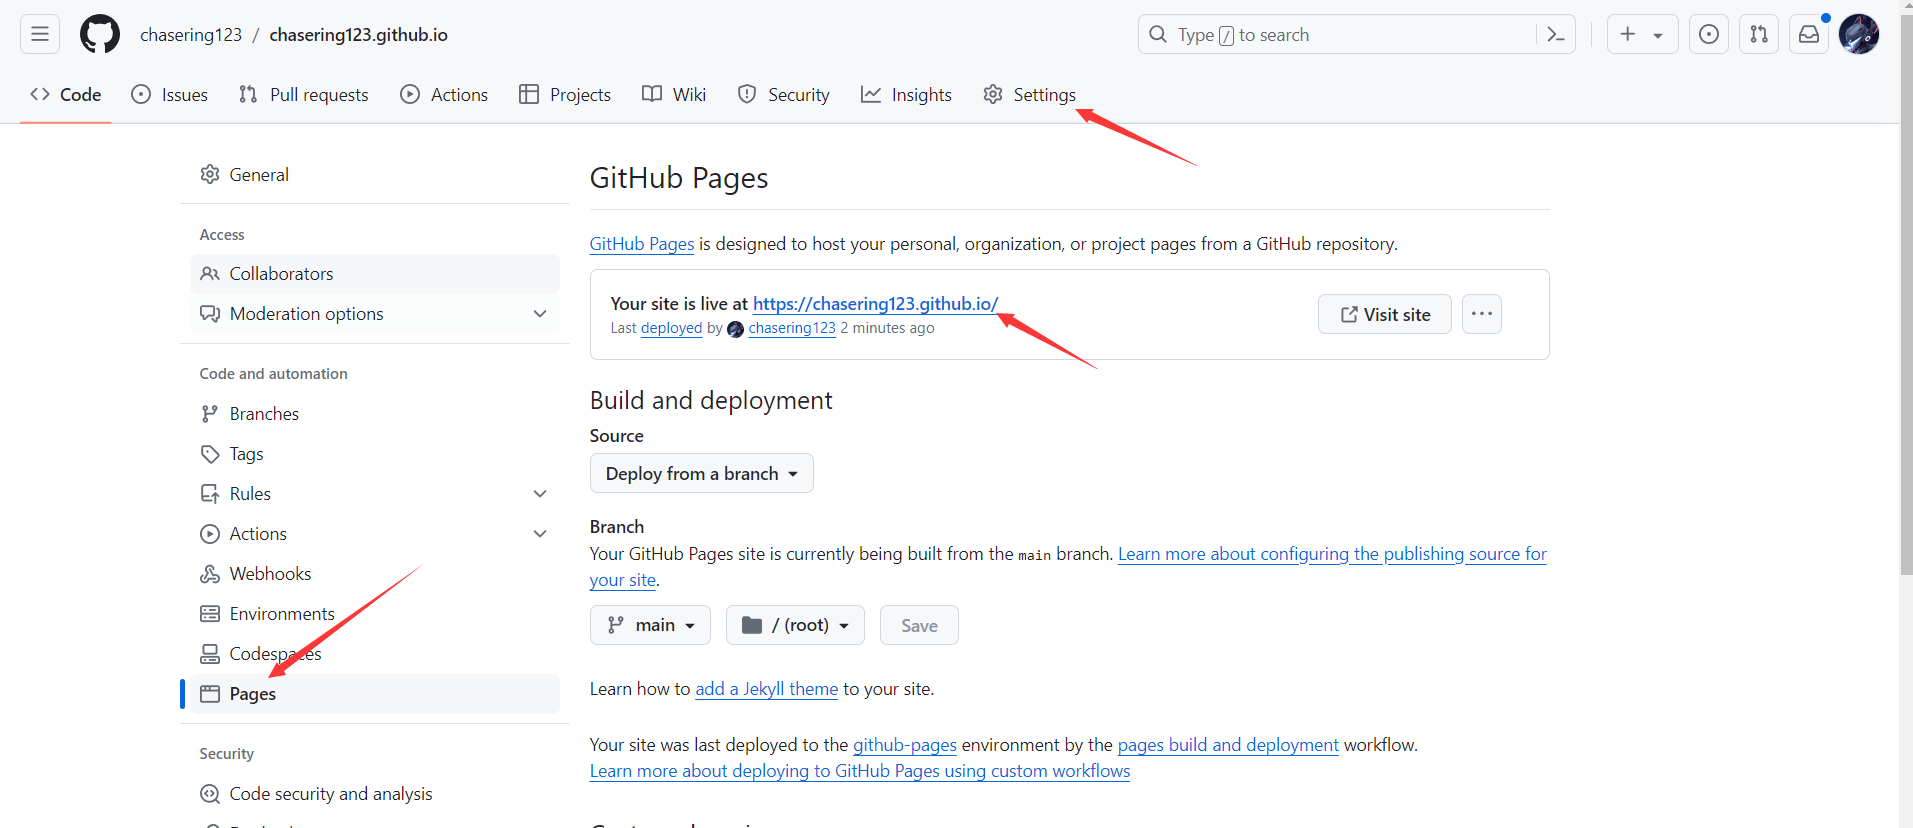 chasering123 / chasering123.github.io
Type / to search
Code Issues Pull requests Actions Projects Wiki Security Insights Settings
General
Access
Collaborators
Moderation options
Code and automation
Branches
Tags
Rules
Actions
Webhooks
Environments
Codespaces
Pages
Security
Code security and analysis
GitHub Pages
GitHub Pages is designed to host your personal, organization, or project pages from a GitHub repository.
Your site is live at https://chasering123.github.io/
Last deployed by chasering123 2 minutes ago
Visit site
Build and deployment
Source
Deploy from a branch
Branch
Your GitHub Pages site is currently being built from the main branch. Learn more about configuring the publishing source for
your site.
main / (root) Save
Learn how to add a Jekyll theme to your site.
Your site was last deployed to the github-pages environment by the pages build and deployment workflow.
Learn more about deploying to GitHub Pages using custom workflows